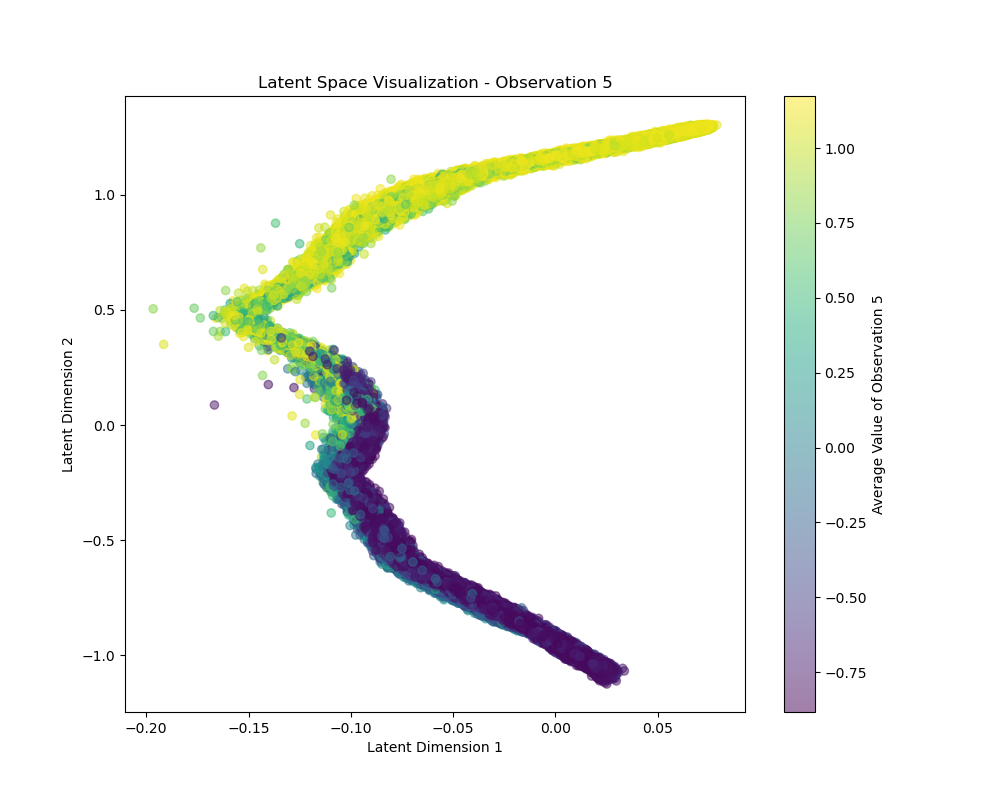 Latent Space Visualization - Observation 5
1.0
0.5
0.0
−0.5
−1.0
Latent Dimension 2
−0.20 −0.15 −0.10 −0.05 0.00 0.05
Latent Dimension 1
1.00
0.75
0.50
0.25
0.00
−0.25
−0.50
−0.75
Average Value of Observation 5